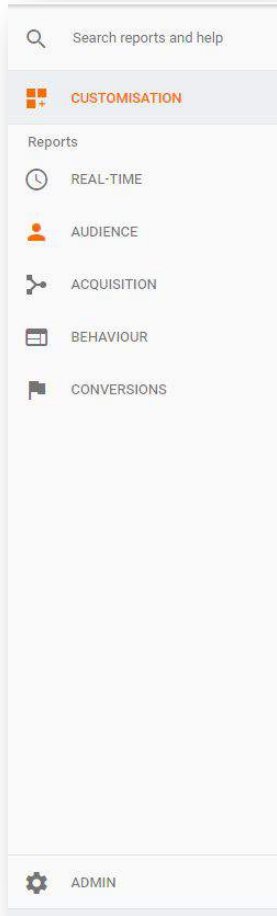 Search reports and help
CUSTOMISATION
Reports
REAL-TIME
AUDIENCE
ACQUISITION
BEHAVIOUR
CONVERSIONS
ADMIN